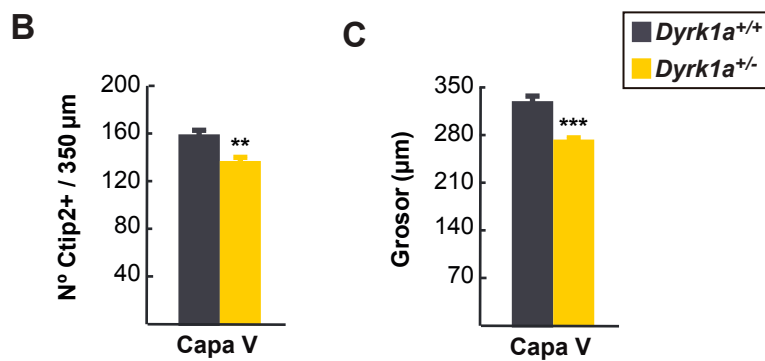 B
Nº Ctip2+ / 350 µm
200
160
140
120
40
**
Capa V
C
Grosor (µm)
350
280
210
140
70
***
Capa V
Dyrk1a+/+
Dyrk1a+/-